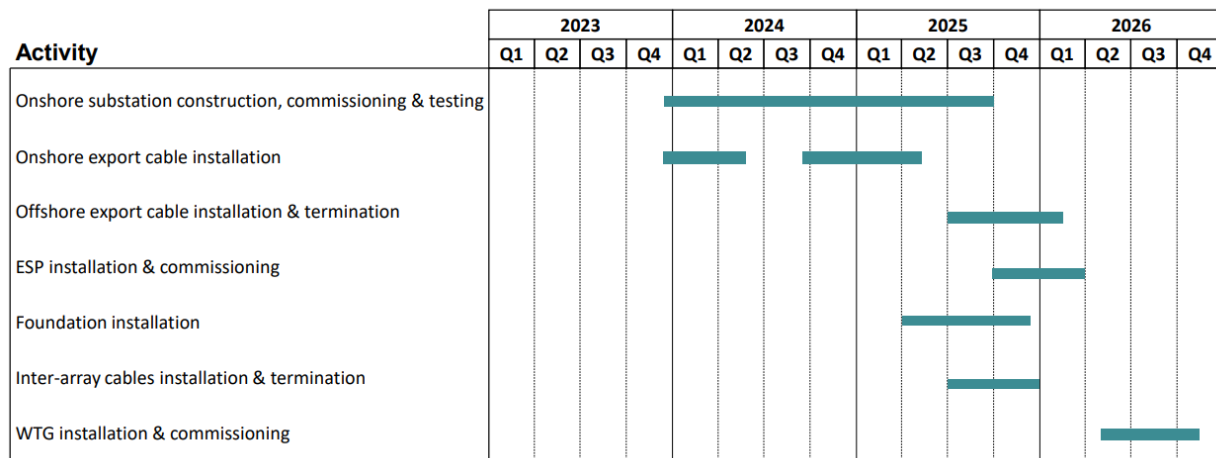 2023 2024 2025 2026
Activity Q1 Q2 Q3 Q4 Q1 Q2 Q3 Q4 Q1 Q2 Q3 Q4 Q1 Q2 Q3 Q4
Onshore substation construction, commissioning & testing
Onshore export cable installation
Offshore export cable installation & termination
ESP installation & commissioning
Foundation installation
Inter-array cables installation & termination
WTG installation & commissioning